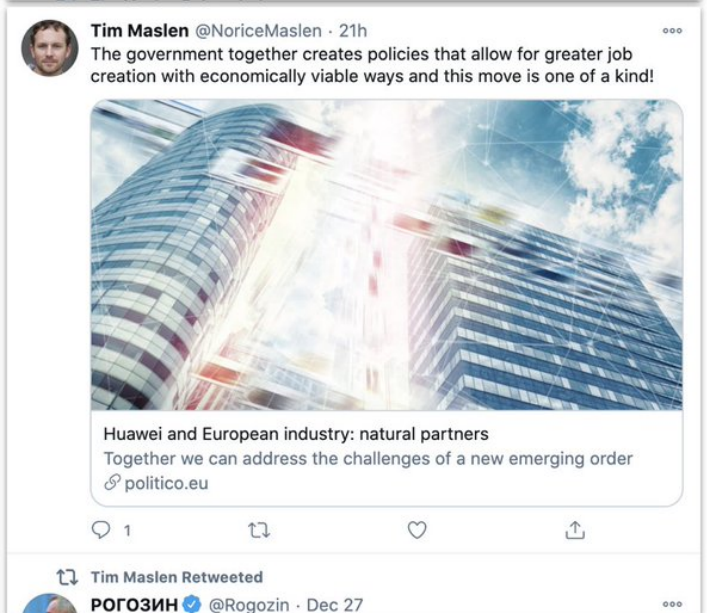 Tim Maslen @NoriceMaslen · 21h
The government together creates policies that allow for greater job
creation with economically viable ways and this move is one of a kind!
Huawei and European industry: natural partners
Together we can address the challenges of a new emerging order
politico.eu
1
Tim Maslen Retweeted
РОГОЗИН @Rogozin · Dec 27